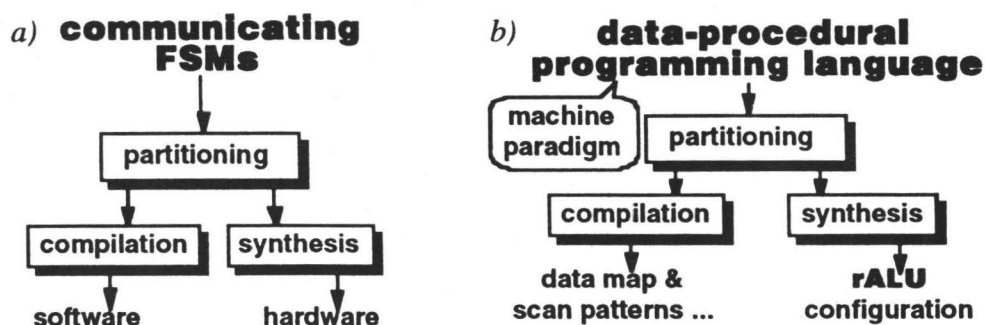 a) communicating
FSMs
partitioning
compilation
synthesis
software
hardware
b) data-procedural
programming language
machine
paradigm
partitioning
compilation
synthesis
data map &
scan patterns ...
rALU
configuration